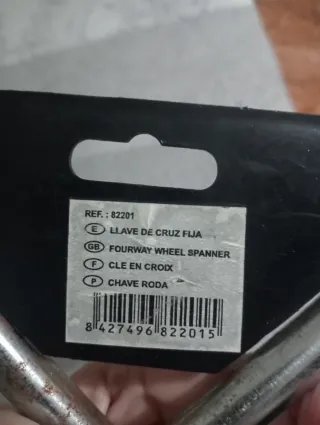 REF. : 82201
E LLAVE DE CRUZ FIJA
GB FOURWAY WHEEL SPANNER
F CLE EN CROIX
P CHAVE RODA
8 427496 822015